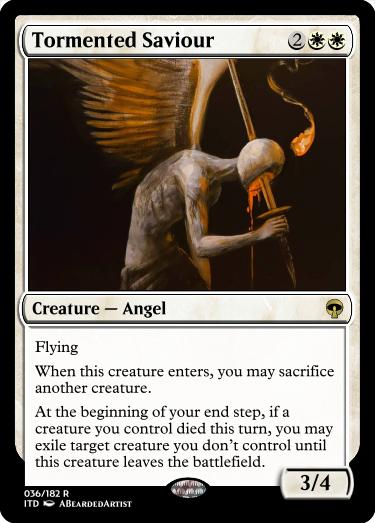 Tormented Saviour 2
Creature — Angel
Flying
When this creature enters, you may sacrifice
another creature.
At the beginning of your end step, if a
creature you control died this turn, you may
exile target creature you don't control until
this creature leaves the battlefield.
3/4
036/182 R
ITD ABeardedArtist